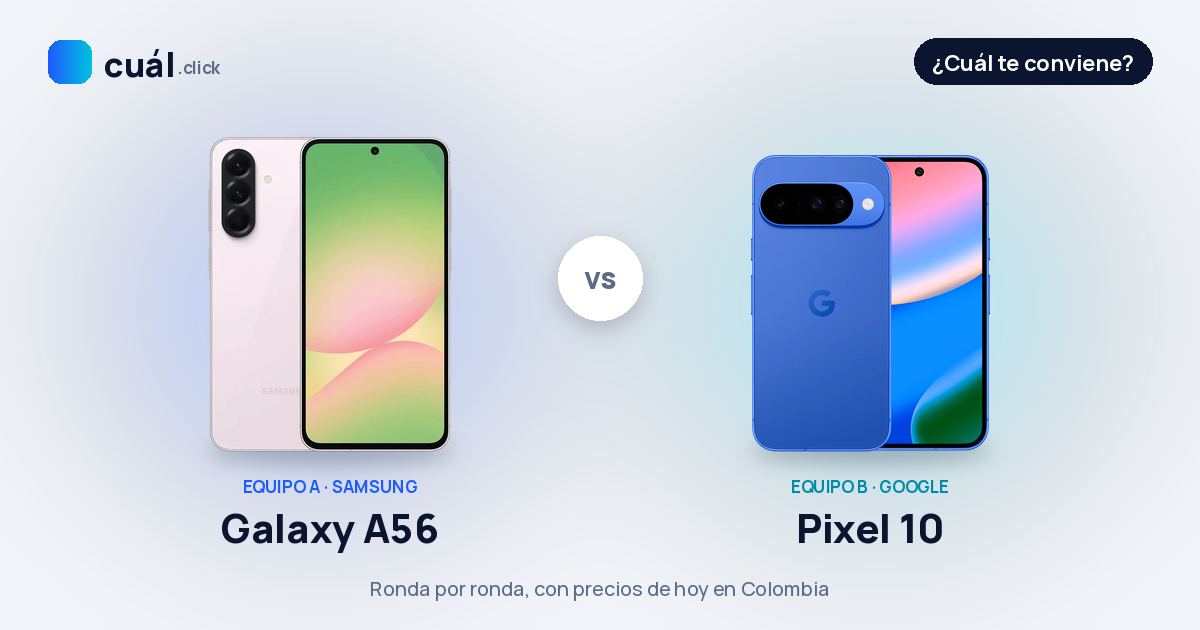 cuál.click
¿Cuál te conviene?
vs
SAMSUN
G
EQUIPO A · SAMSUNG
Galaxy A56
EQUIPO B · GOOGLE
Pixel 10
Ronda por ronda, con precios de hoy en Colombia